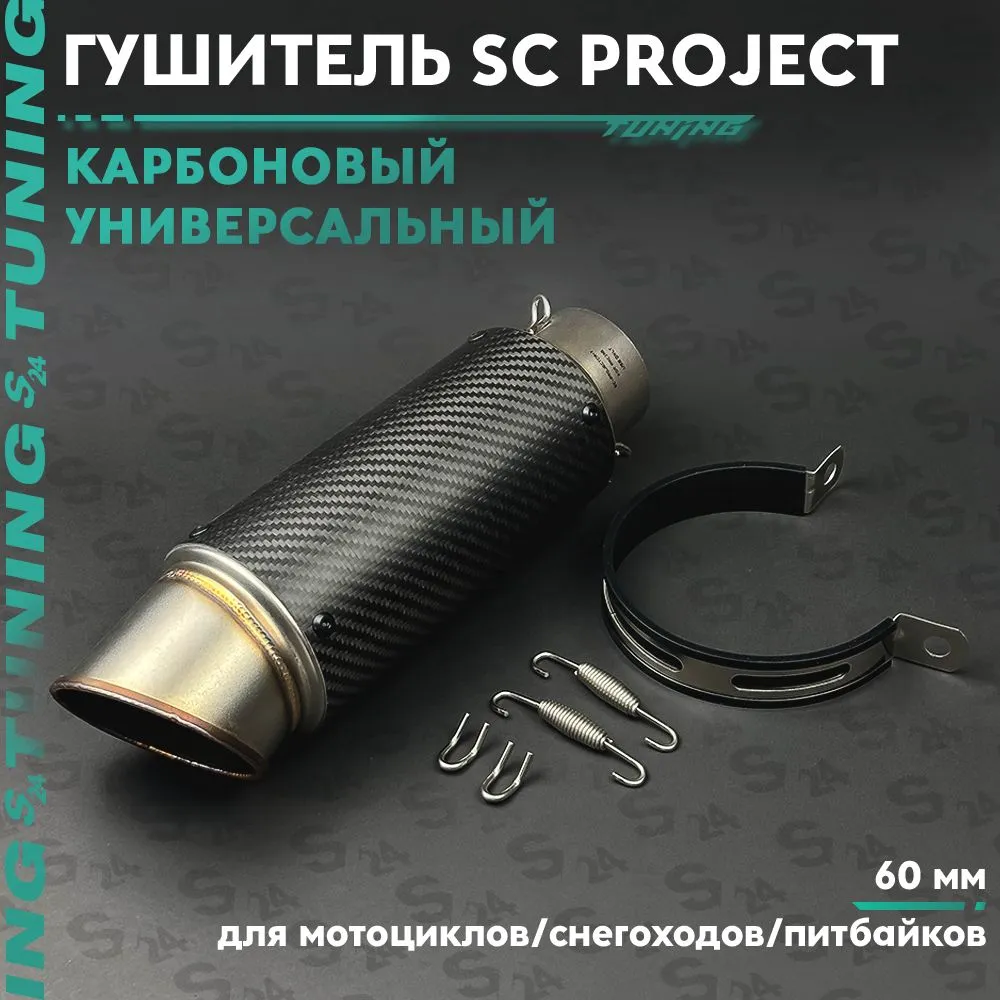 ГУШИТЕЛЬ SC PROJECT
TUNING
КАРБОНОВЫЙ
УНИВЕРСАЛЬНЫЙ
60 мм
для мотоциклов/снегоходов/питбайков
ING S24 TUNING S24 TUNING